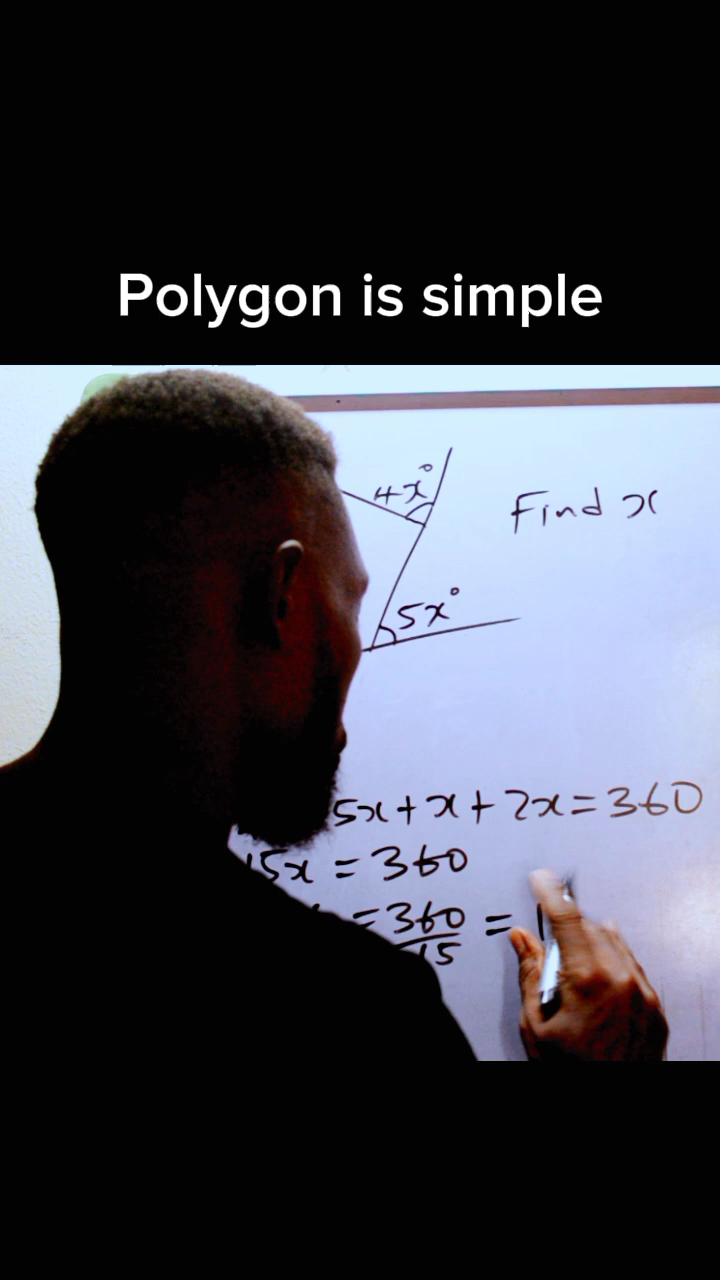 Polygon is simple
4x°
Find x
5x°
5x + x + 2x = 360
15x = 360
= 360/15 =